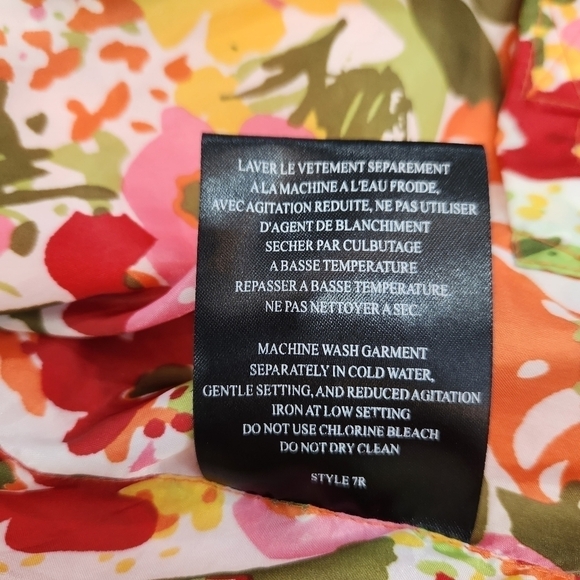 LAVER LE VETEMENT SEPAREMENT
A LA MACHINE A L'EAU FROIDE,
AVEC AGITATION REDUITE, NE PAS UTILISER
D'AGENT DE BLANCHIMENT
SECHER PAR CULBUTAGE
A BASSE TEMPERATURE
REPASSER A BASSE TEMPERATURE
NE PAS NETTOYER A SEC.
MACHINE WASH GARMENT
SEPARATELY IN COLD WATER,
GENTLE SETTING, AND REDUCED AGITATION
IRON AT LOW SETTING
DO NOT USE CHLORINE BLEACH
DO NOT DRY CLEAN
STYLE 7R